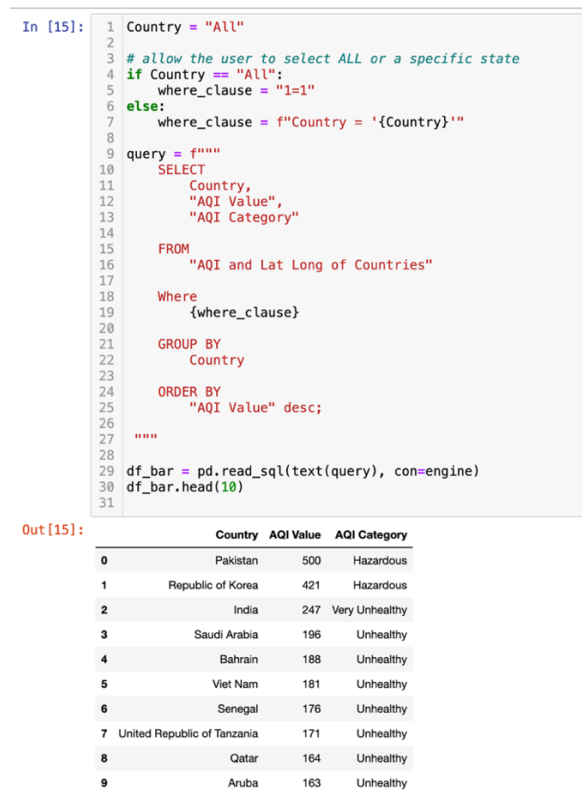 In [15]:
1 Country = "All"
2
3 # allow the user to select ALL or a specific state
4 if Country == "All":
5     where_clause = "1=1"
6 else:
7     where_clause = f"Country = '{Country}'"
8
9 query = f"""
10     SELECT
11         Country,
12         "AQI Value",
13         "AQI Category"
14
15     FROM
16         "AQI and Lat Long of Countries"
17
18     Where
19         {where_clause}
20
21     GROUP BY
22         Country
23
24     ORDER BY
25         "AQI Value" desc;
26
27  """
28
29 df_bar = pd.read_sql(text(query), con=engine)
30 df_bar.head(10)
31
Out[15]:
Country AQI Value AQI Category
0 Pakistan 500 Hazardous
1 Republic of Korea 421 Hazardous
2 India 247 Very Unhealthy
3 Saudi Arabia 196 Unhealthy
4 Bahrain 188 Unhealthy
5 Viet Nam 181 Unhealthy
6 Senegal 176 Unhealthy
7 United Republic of Tanzania 171 Unhealthy
8 Qatar 164 Unhealthy
9 Aruba 163 Unhealthy